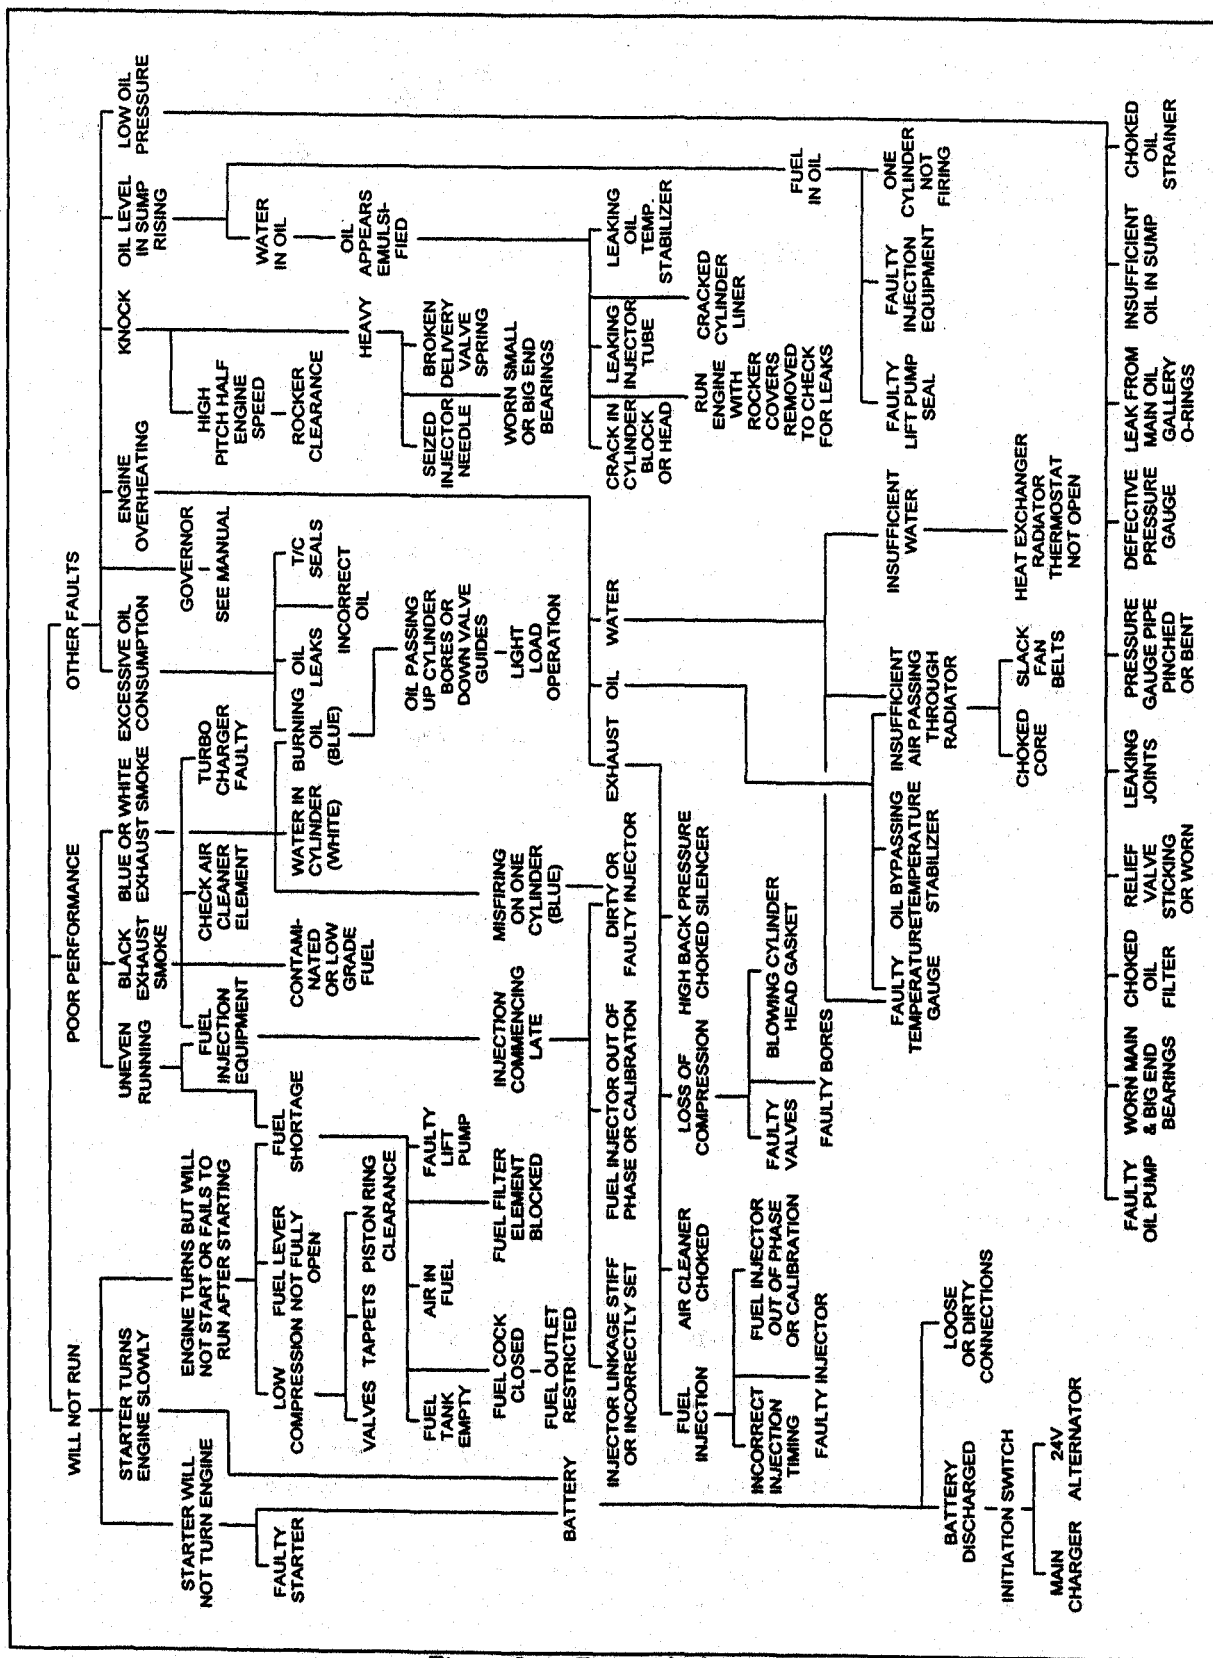 WILL NOT RUN
POOR PERFORMANCE
OTHER FAULTS
STARTER WILL
NOT TURN ENGINE
STARTER TURNS
ENGINE SLOWLY
ENGINE TURNS BUT WILL
NOT START OR FAILS TO
RUN AFTER STARTING
UNEVEN
RUNNING
BLACK
EXHAUST
SMOKE
BLUE OR WHITE
EXHAUST SMOKE
EXCESSIVE OIL
CONSUMPTION
GOVERNOR
SEE MANUAL
ENGINE
OVERHEATING
KNOCK
OIL LEVEL
IN SUMP
RISING
LOW OIL
PRESSURE
FAULTY
STARTER
LOW
COMPRESSION
FUEL LEVER
NOT FULLY
OPEN
FUEL
SHORTAGE
FUEL
INJECTION
EQUIPMENT
CHECK AIR
CLEANER
ELEMENT
TURBO
CHARGER
FAULTY
HIGH
PITCH HALF
ENGINE
SPEED
ROCKER
CLEARANCE
WATER
IN OIL
OIL
APPEARS
EMULSI-
FIED
VALVES
TAPPETS
PISTON RING
CLEARANCE
CONTAMI-
NATED
OR LOW
GRADE
FUEL
WATER IN
CYLINDER
(WHITE)
BURNING
OIL
(BLUE)
OIL
LEAKS
T/C
SEALS
INCORRECT
OIL
HEAVY
FUEL
TANK
EMPTY
AIR IN
FUEL
FAULTY
LIFT
PUMP
OIL PASSING
UP CYLINDER
BORES OR
DOWN VALVE
GUIDES
LIGHT
LOAD
OPERATION
SEIZED
INJECTOR
NEEDLE
BROKEN
DELIVERY
VALVE
SPRING
WORN SMALL
OR BIG END
BEARINGS
FUEL COCK
CLOSED
FUEL OUTLET
RESTRICTED
FUEL FILTER
ELEMENT
BLOCKED
INJECTION
COMMENCING
LATE
MISFIRING
ON ONE
CYLINDER
(BLUE)
BATTERY
INJECTOR LINKAGE STIFF
OR INCORRECTLY SET
FUEL INJECTOR OUT OF
PHASE OR CALIBRATION
DIRTY OR
FAULTY INJECTOR
EXHAUST
OIL
WATER
CRACK IN
CYLINDER
BLOCK
OR HEAD
LEAKING
INJECTOR
TUBE
LEAKING
OIL
TEMP.
STABILIZER
RUN
ENGINE
WITH
ROCKER
COVERS
REMOVED
TO CHECK
FOR LEAKS
CRACKED
CYLINDER
LINER
FUEL
IN OIL
FUEL
INJECTION
AIR CLEANER
CHOKED
LOSS OF
COMPRESSION
HIGH BACK PRESSURE
CHOKED SILENCER
INCORRECT
INJECTION
TIMING
FUEL INJECTOR
OUT OF PHASE
OR CALIBRATION
FAULTY INJECTOR
FAULTY
VALVES
BLOWING CYLINDER
HEAD GASKET
FAULTY BORES
FAULTY
TEMPERATURE
GAUGE
OIL BYPASSING
TEMPERATURE
STABILIZER
INSUFFICIENT
AIR PASSING
THROUGH
RADIATOR
INSUFFICIENT
WATER
FAULTY
LIFT PUMP
SEAL
FAULTY
INJECTION
EQUIPMENT
ONE
CYLINDER
NOT
FIRING
BATTERY
DISCHARGED
LOOSE
OR DIRTY
CONNECTIONS
INITIATION SWITCH
MAIN
CHARGER
24V
ALTERNATOR
CHOKED
CORE
SLACK
FAN
BELTS
HEAT EXCHANGER
RADIATOR
THERMOSTAT
NOT OPEN
FAULTY
OIL PUMP
WORN MAIN
& BIG END
BEARINGS
CHOKED
OIL
FILTER
RELIEF
VALVE
STICKING
OR WORN
LEAKING
JOINTS
PRESSURE
GAUGE PIPE
PINCHED
OR BENT
DEFECTIVE
PRESSURE
GAUGE
LEAK FROM
MAIN OIL
GALLERY
O-RINGS
INSUFFICIENT
OIL IN SUMP
CHOKED
OIL
STRAINER